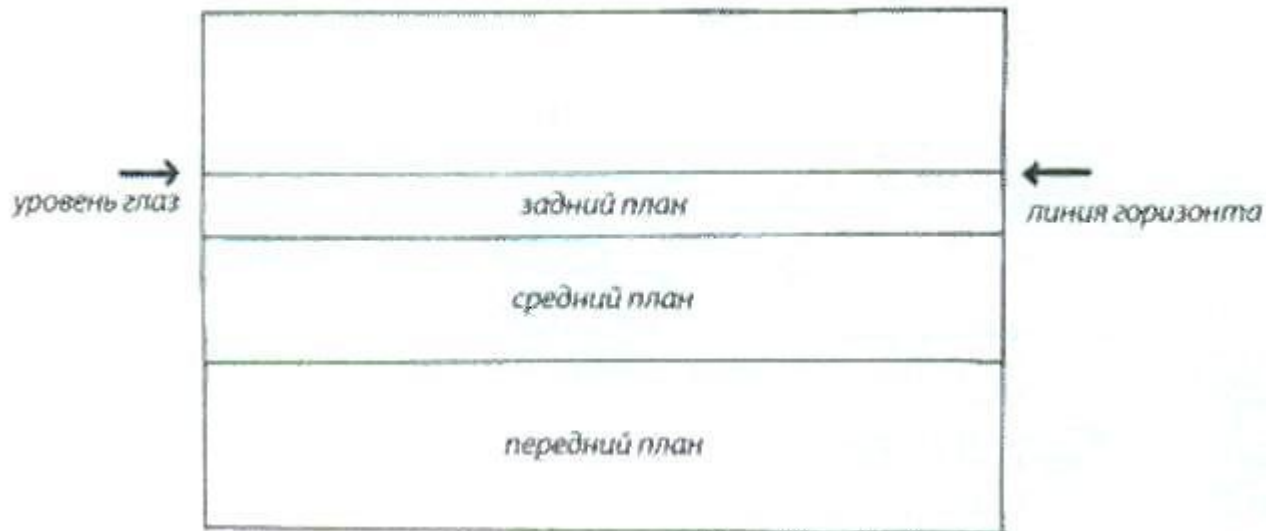 уровень глаз
задний план
линия горизонта
средний план
передний план